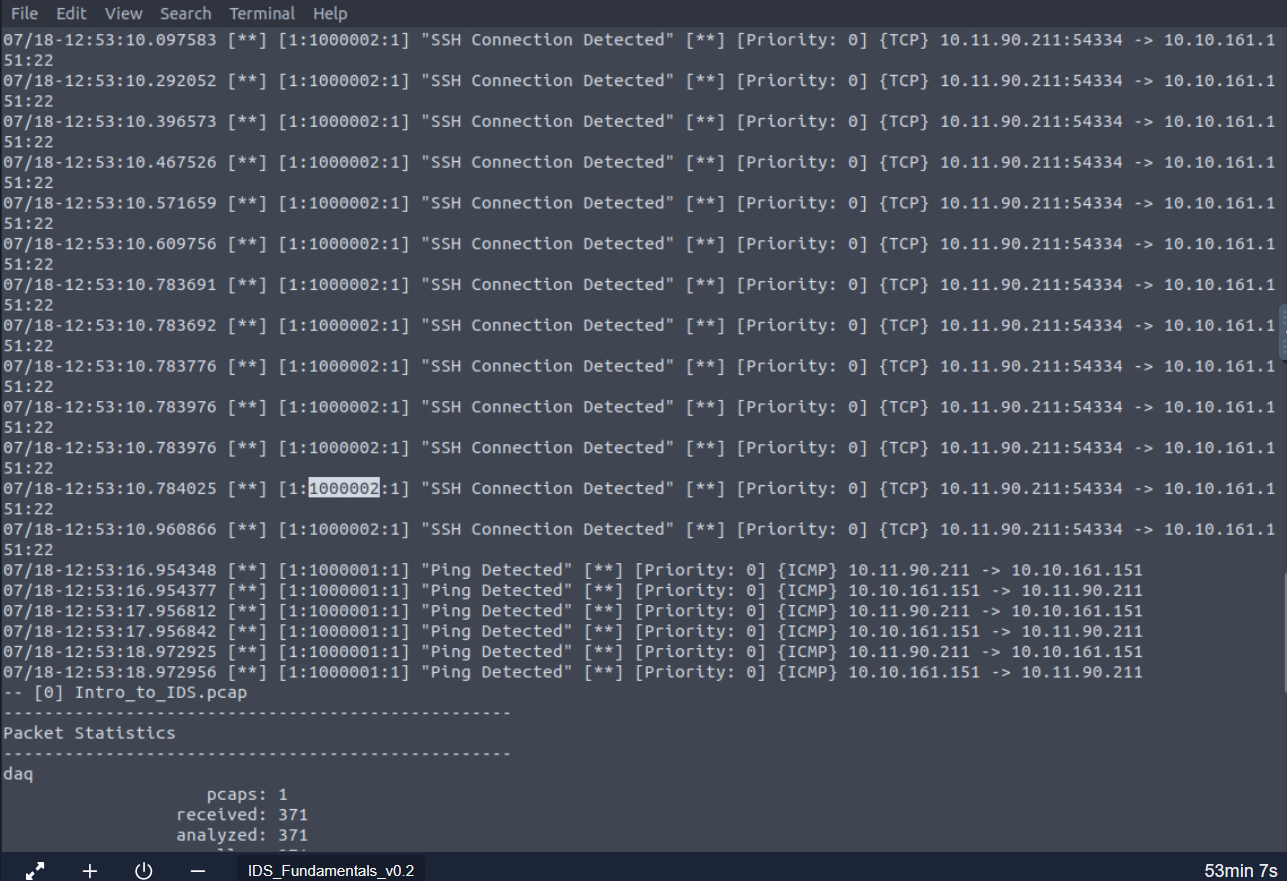 File Edit View Search Terminal Help
07/18-12:53:10.097583 [**] [1:1000002:1] "SSH Connection Detected" [**] [Priority: 0] {TCP} 10.11.90.211:54334 -> 10.10.161.1
51:22
07/18-12:53:10.292052 [**] [1:1000002:1] "SSH Connection Detected" [**] [Priority: 0] {TCP} 10.11.90.211:54334 -> 10.10.161.1
51:22
07/18-12:53:10.396573 [**] [1:1000002:1] "SSH Connection Detected" [**] [Priority: 0] {TCP} 10.11.90.211:54334 -> 10.10.161.1
51:22
07/18-12:53:10.467526 [**] [1:1000002:1] "SSH Connection Detected" [**] [Priority: 0] {TCP} 10.11.90.211:54334 -> 10.10.161.1
51:22
07/18-12:53:10.571659 [**] [1:1000002:1] "SSH Connection Detected" [**] [Priority: 0] {TCP} 10.11.90.211:54334 -> 10.10.161.1
51:22
07/18-12:53:10.609756 [**] [1:1000002:1] "SSH Connection Detected" [**] [Priority: 0] {TCP} 10.11.90.211:54334 -> 10.10.161.1
51:22
07/18-12:53:10.783691 [**] [1:1000002:1] "SSH Connection Detected" [**] [Priority: 0] {TCP} 10.11.90.211:54334 -> 10.10.161.1
51:22
07/18-12:53:10.783692 [**] [1:1000002:1] "SSH Connection Detected" [**] [Priority: 0] {TCP} 10.11.90.211:54334 -> 10.10.161.1
51:22
07/18-12:53:10.783776 [**] [1:1000002:1] "SSH Connection Detected" [**] [Priority: 0] {TCP} 10.11.90.211:54334 -> 10.10.161.1
51:22
07/18-12:53:10.783976 [**] [1:1000002:1] "SSH Connection Detected" [**] [Priority: 0] {TCP} 10.11.90.211:54334 -> 10.10.161.1
51:22
07/18-12:53:10.783976 [**] [1:1000002:1] "SSH Connection Detected" [**] [Priority: 0] {TCP} 10.11.90.211:54334 -> 10.10.161.1
51:22
07/18-12:53:10.784025 [**] [1:1000002:1] "SSH Connection Detected" [**] [Priority: 0] {TCP} 10.11.90.211:54334 -> 10.10.161.1
51:22
07/18-12:53:10.960866 [**] [1:1000002:1] "SSH Connection Detected" [**] [Priority: 0] {TCP} 10.11.90.211:54334 -> 10.10.161.1
51:22
07/18-12:53:16.954348 [**] [1:1000001:1] "Ping Detected" [**] [Priority: 0] {ICMP} 10.11.90.211 -> 10.10.161.151
07/18-12:53:16.954377 [**] [1:1000001:1] "Ping Detected" [**] [Priority: 0] {ICMP} 10.10.161.151 -> 10.11.90.211
07/18-12:53:17.956812 [**] [1:1000001:1] "Ping Detected" [**] [Priority: 0] {ICMP} 10.11.90.211 -> 10.10.161.151
07/18-12:53:17.956842 [**] [1:1000001:1] "Ping Detected" [**] [Priority: 0] {ICMP} 10.10.161.151 -> 10.11.90.211
07/18-12:53:18.972925 [**] [1:1000001:1] "Ping Detected" [**] [Priority: 0] {ICMP} 10.11.90.211 -> 10.10.161.151
07/18-12:53:18.972956 [**] [1:1000001:1] "Ping Detected" [**] [Priority: 0] {ICMP} 10.10.161.151 -> 10.11.90.211
-- [0] Intro_to_IDS.pcap
--------------------------------------------------
Packet Statistics
--------------------------------------------------
daq
pcaps: 1
received: 371
analyzed: 371
IDS_Fundamentals_v0.2
53min 7s